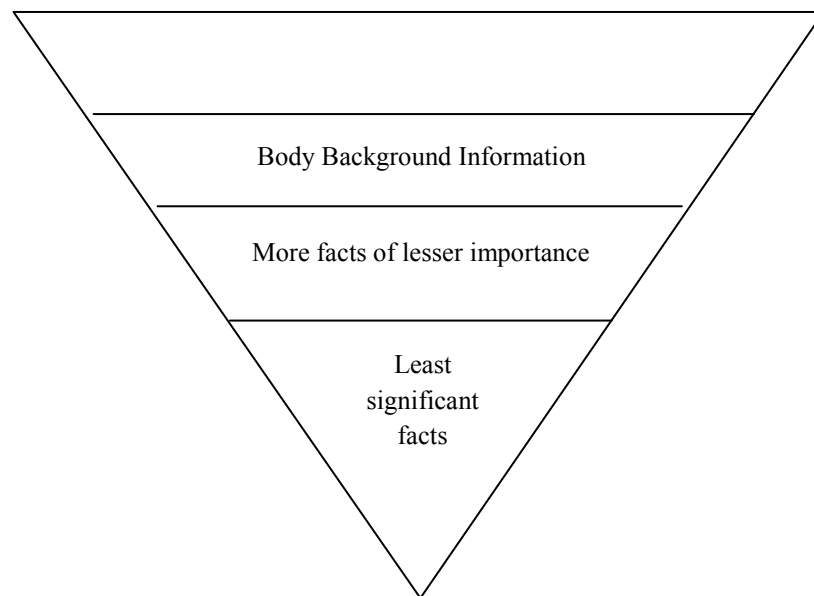 Body Background Information
More facts of lesser importance
Least
significant
facts